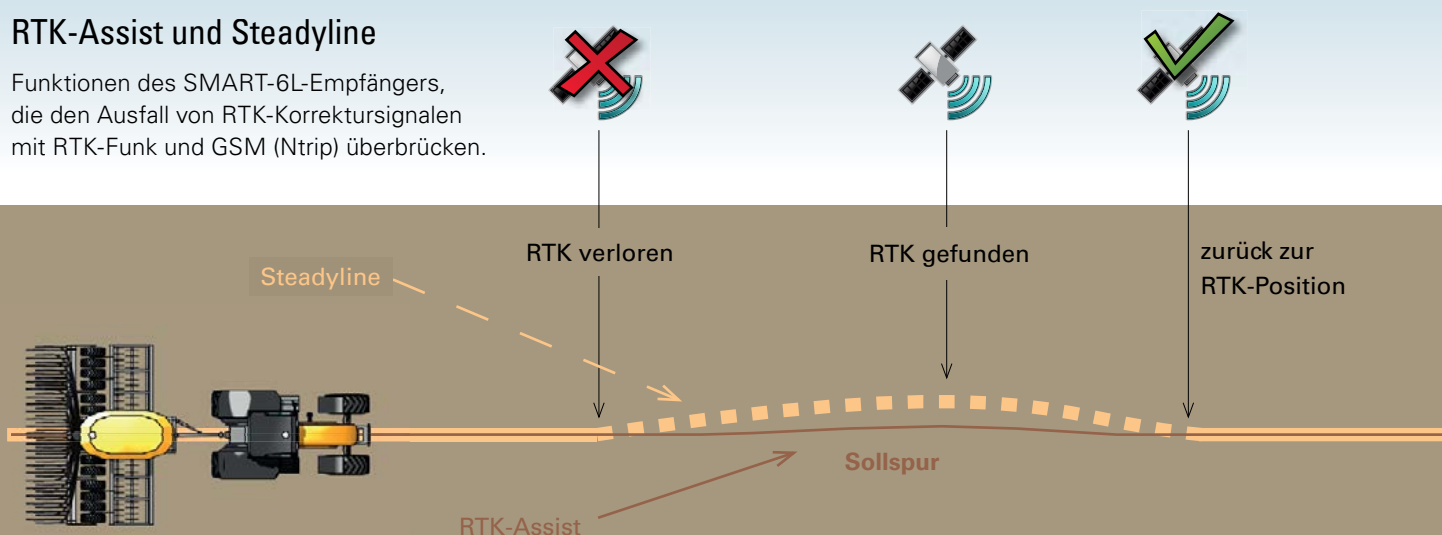 RTK-Assist und Steadyline
Funktionen des SMART-6L-Empfängers,
die den Ausfall von RTK-Korrektursignalen
mit RTK-Funk und GSM (Ntrip) überbrücken.
RTK verloren
RTK gefunden
zurück zur
RTK-Position
Steadyline
Sollspur
RTK-Assist